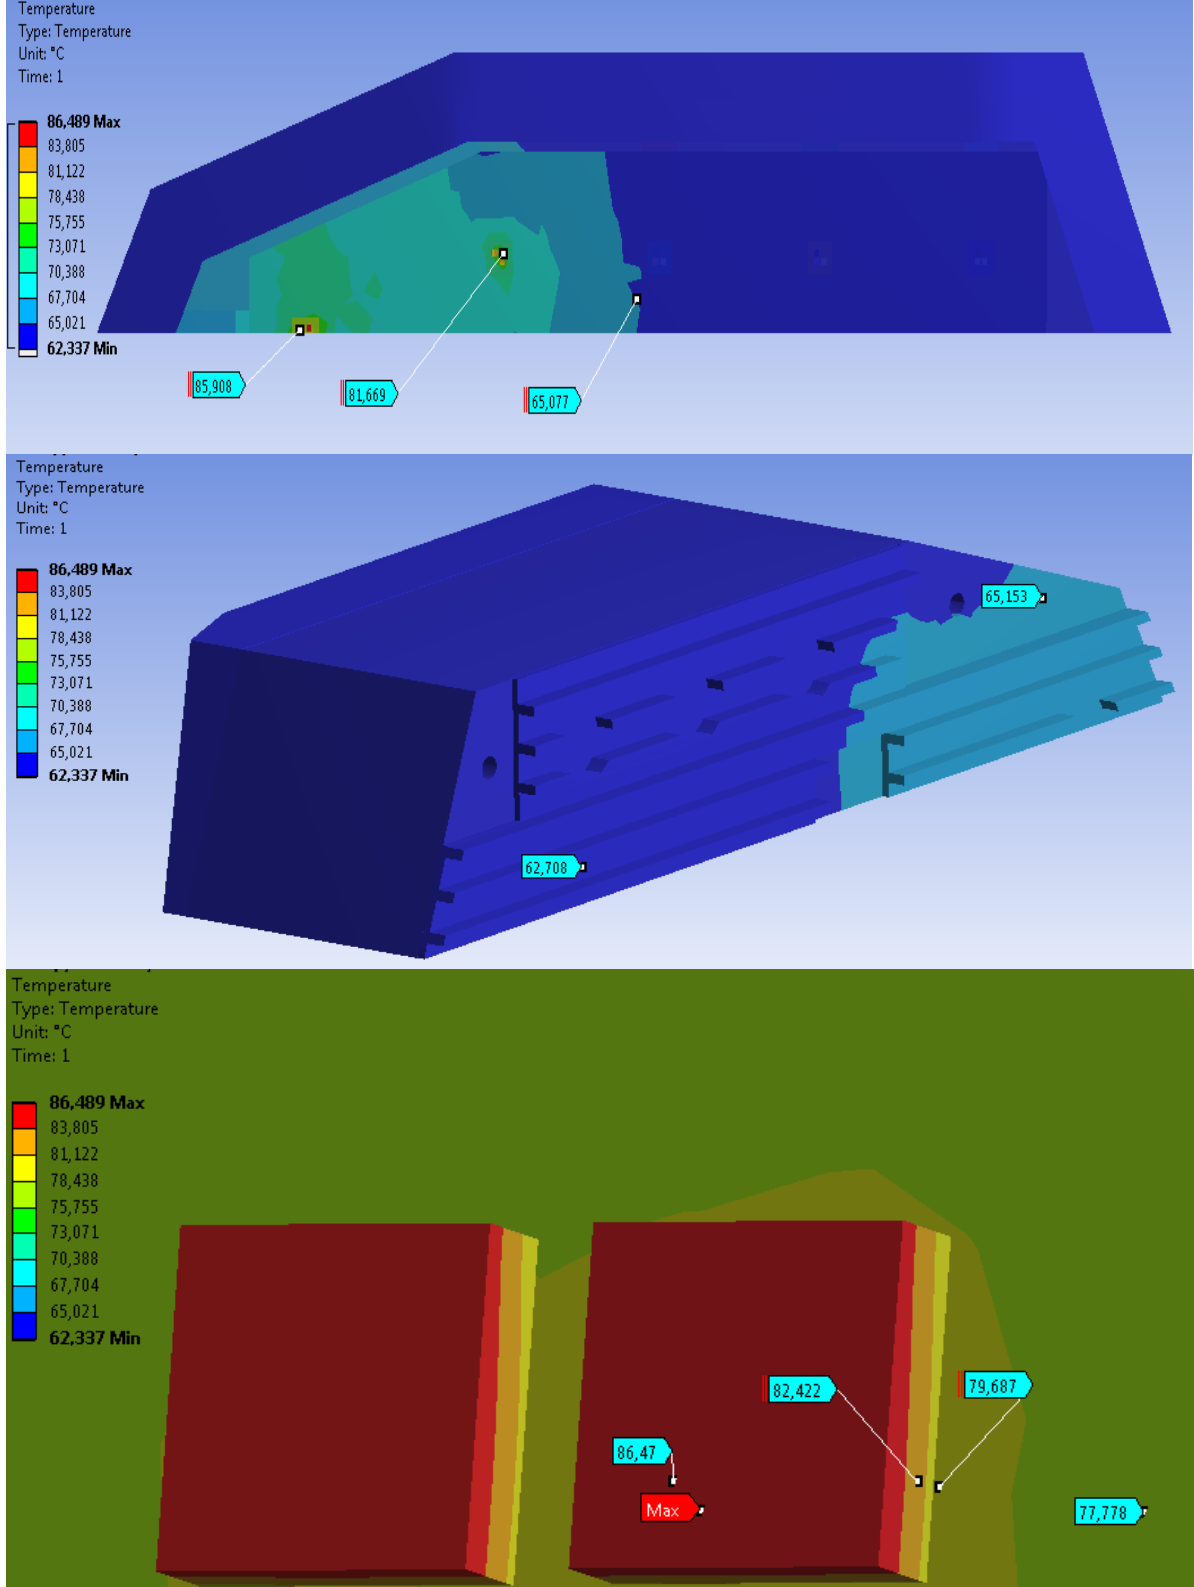 Temperature
Type: Temperature
Unit: °C
Time: 1
86,489 Max
83,805
81,122
78,438
75,755
73,071
70,388
67,704
65,021
62,337 Min
85,908
81,669
65,077
Temperature
Type: Temperature
Unit: °C
Time: 1
86,489 Max
83,805
81,122
78,438
75,755
73,071
70,388
67,704
65,021
62,337 Min
65,153
62,708
Temperature
Type: Temperature
Unit: °C
Time: 1
86,489 Max
83,805
81,122
78,438
75,755
73,071
70,388
67,704
65,021
62,337 Min
82,422
79,687
86,47
Max
77,778